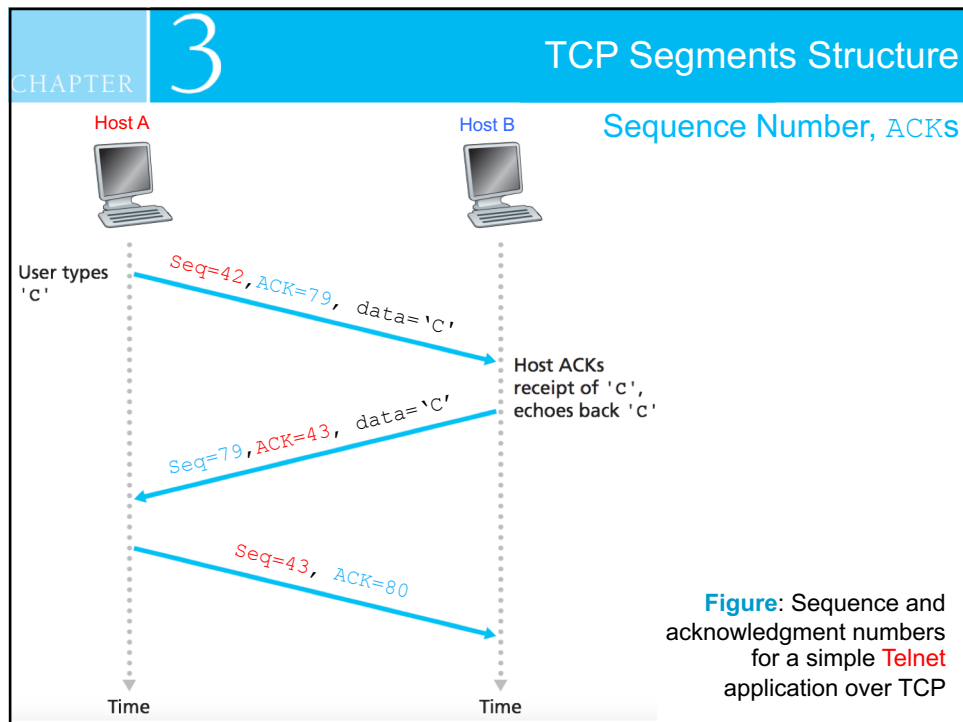 CHAPTER 3
TCP Segments Structure
Sequence Number, ACKs
Host A
Host B
User types
'C'
Seq=42,ACK=79, data=‘C’
Host ACKs
receipt of 'C',
echoes back 'C'
Seq=79,ACK=43, data=‘C’
Seq=43, ACK=80
Time
Time
Figure: Sequence and
acknowledgment numbers
for a simple Telnet
application over TCP